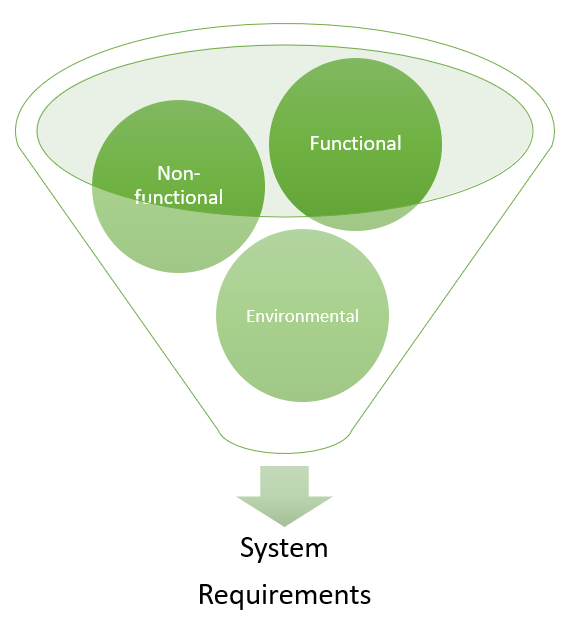 Functional
Non-
functional
Environmental
System
Requirements